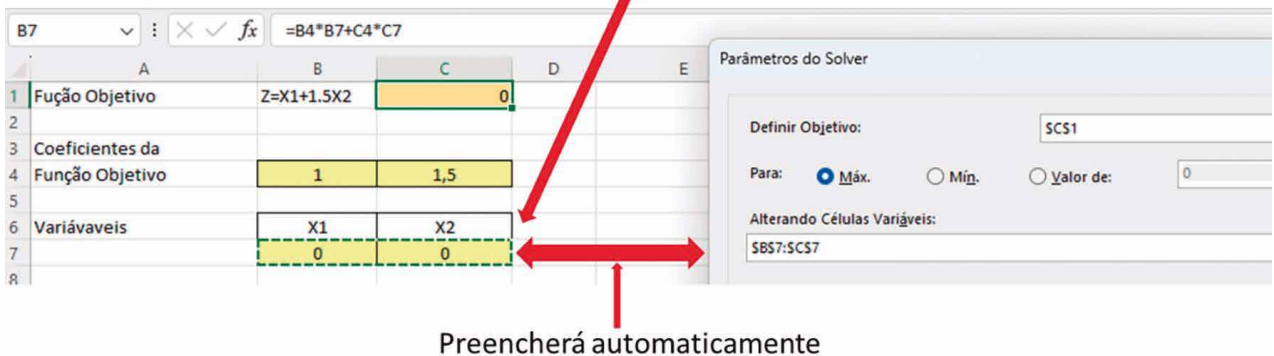 B7 fx =B4*B7+C4*C7
A B C D E
1 Fução Objetivo Z=X1+1.5X2 0
2
3 Coeficientes da
4 Função Objetivo 1 1,5
5
6 Variávaveis X1 X2
7 0 0
8
Parâmetros do Solver
Definir Objetivo: $C$1
Para: Máx. Mín. Valor de: 0
Alterando Células Variáveis:
$B$7:$C$7
Preencherá automaticamente